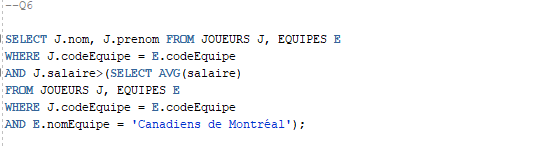 --Q6
SELECT J.nom, J.prenom FROM JOUEURS J, EQUIPES E
WHERE J.codeEquipe = E.codeEquipe
AND J.salaire>(SELECT AVG(salaire)
FROM JOUEURS J, EQUIPES E
WHERE J.codeEquipe = E.codeEquipe
AND E.nomEquipe = 'Canadiens de Montréal');